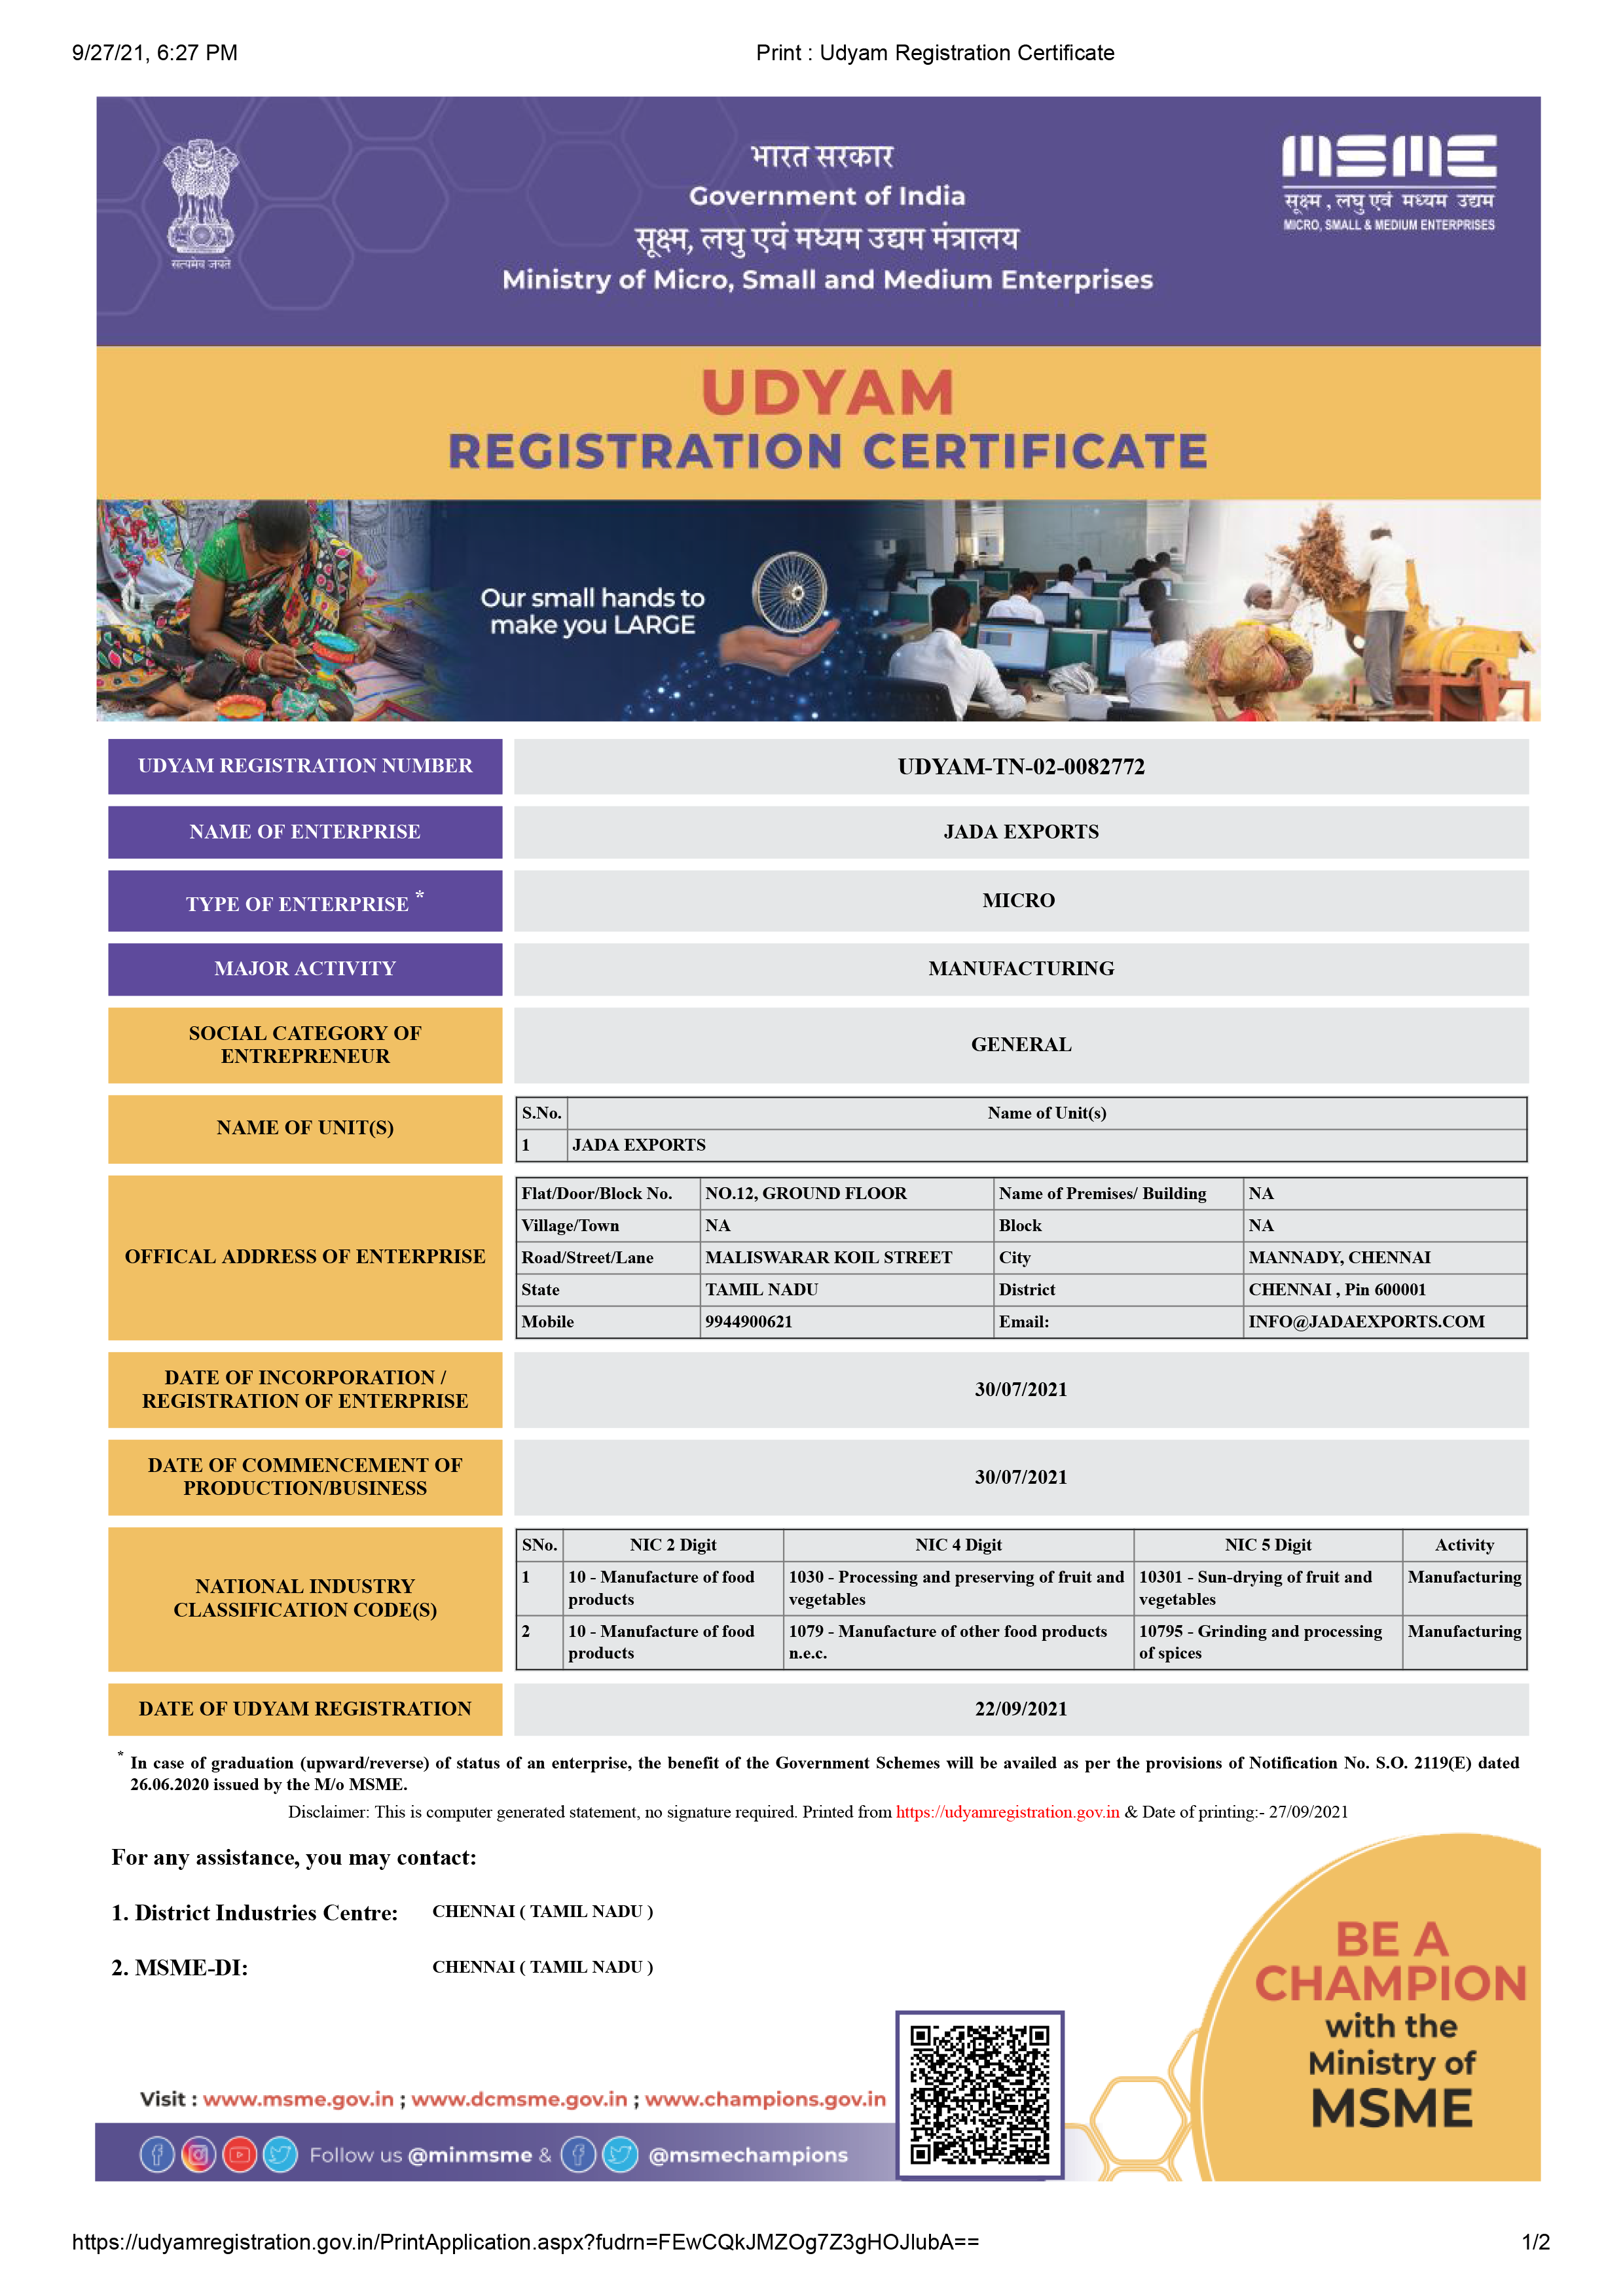 9/27/21, 6:27 PM
Print : Udyam Registration Certificate
भारत सरकार
Government of India
सूक्ष्म, लघु एवं मध्यम उद्यम मंत्रालय
Ministry of Micro, Small and Medium Enterprises
सत्यमेव जयते
MSME
सूक्ष्म , लघु एवं मध्यम उद्यम
MICRO, SMALL & MEDIUM ENTERPRISES
UDYAM
REGISTRATION CERTIFICATE
Our small hands to
make you LARGE
UDYAM REGISTRATION NUMBER
UDYAM-TN-02-0082772
NAME OF ENTERPRISE
JADA EXPORTS
TYPE OF ENTERPRISE *
MICRO
MAJOR ACTIVITY
MANUFACTURING
SOCIAL CATEGORY OF
ENTREPRENEUR
GENERAL
NAME OF UNIT(S)
S.No. Name of Unit(s)
1 JADA EXPORTS
OFFICAL ADDRESS OF ENTERPRISE
Flat/Door/Block No. NO.12, GROUND FLOOR Name of Premises/ Building NA
Village/Town NA Block NA
Road/Street/Lane MALISWARAR KOIL STREET City MANNADY, CHENNAI
State TAMIL NADU District CHENNAI , Pin 600001
Mobile 9944900621 Email: INFO@JADAEXPORTS.COM
DATE OF INCORPORATION /
REGISTRATION OF ENTERPRISE
30/07/2021
DATE OF COMMENCEMENT OF
PRODUCTION/BUSINESS
30/07/2021
NATIONAL INDUSTRY
CLASSIFICATION CODE(S)
SNo. NIC 2 Digit NIC 4 Digit NIC 5 Digit Activity
1 10 - Manufacture of food 1030 - Processing and preserving of fruit and 10301 - Sun-drying of fruit and Manufacturing
products vegetables vegetables
2 10 - Manufacture of food 1079 - Manufacture of other food products 10795 - Grinding and processing Manufacturing
products n.e.c. of spices
DATE OF UDYAM REGISTRATION
22/09/2021
* In case of graduation (upward/reverse) of status of an enterprise, the benefit of the Government Schemes will be availed as per the provisions of Notification No. S.O. 2119(E) dated
26.06.2020 issued by the M/o MSME.
Disclaimer: This is computer generated statement, no signature required. Printed from https://udyamregistration.gov.in & Date of printing:- 27/09/2021
For any assistance, you may contact:
1. District Industries Centre: CHENNAI ( TAMIL NADU )
2. MSME-DI: CHENNAI ( TAMIL NADU )
BE A
CHAMPION
with the
Ministry of
MSME
Visit : www.msme.gov.in ; www.dcmsme.gov.in ; www.champions.gov.in
Follow us @minmsme & @msmechampions
https://udyamregistration.gov.in/PrintApplication.aspx?fudrn=FEwCQkJMZOg7Z3gHOJlubA==
1/2